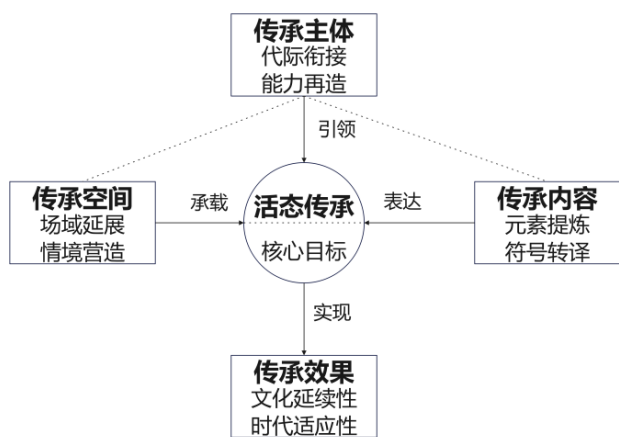 传承主体
代际衔接
能力再造
引领
传承空间
场域延展
情境营造
承载
活态传承
核心目标
表达
传承内容
元素提炼
符号转译
实现
传承效果
文化延续性
时代适应性